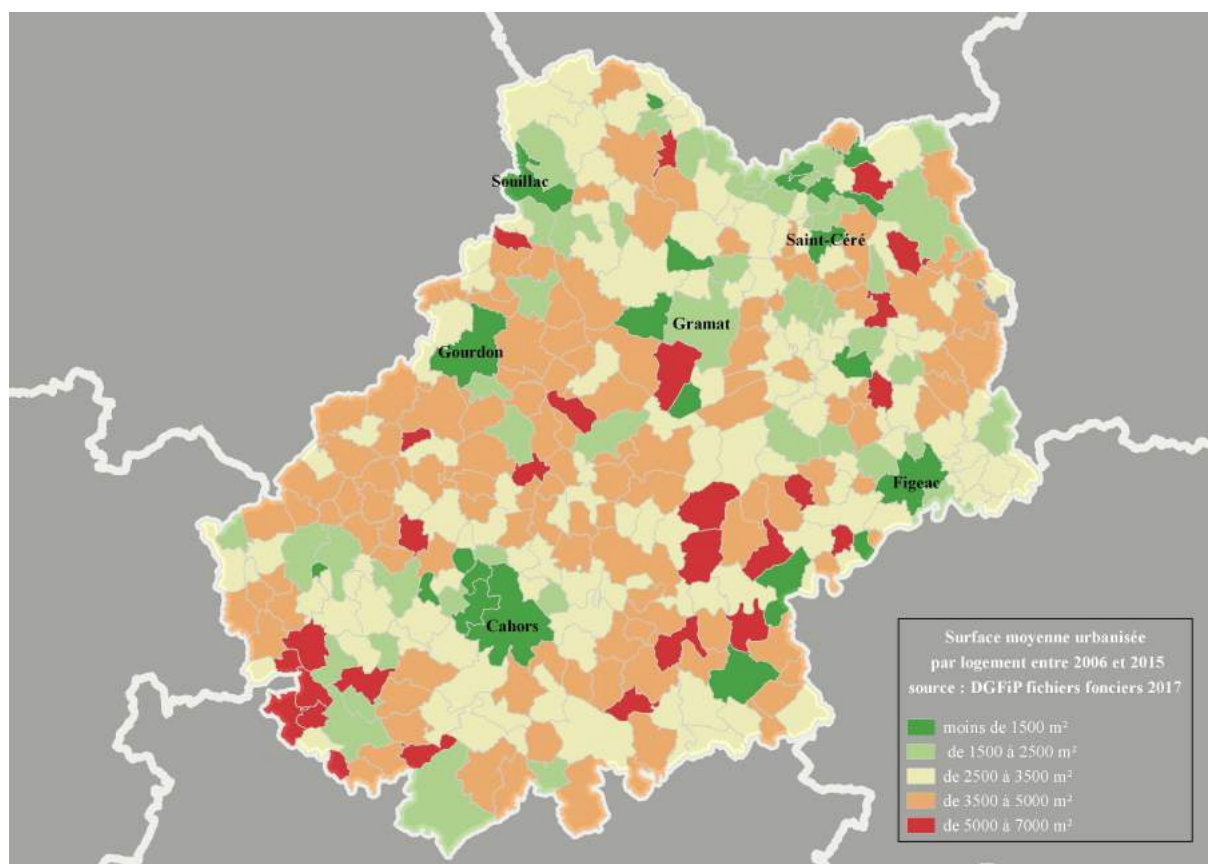 Souillac
Saint-Céré
Gramat
Gourdon
Figeac
Cahors
Surface moyenne urbanisée
par logement entre 2006 et 2015
source : DGFiP fichiers fonciers 2017
moins de 1500 m²
de 1500 à 2500 m²
de 2500 à 3500 m²
de 3500 à 5000 m²
de 5000 à 7000 m²